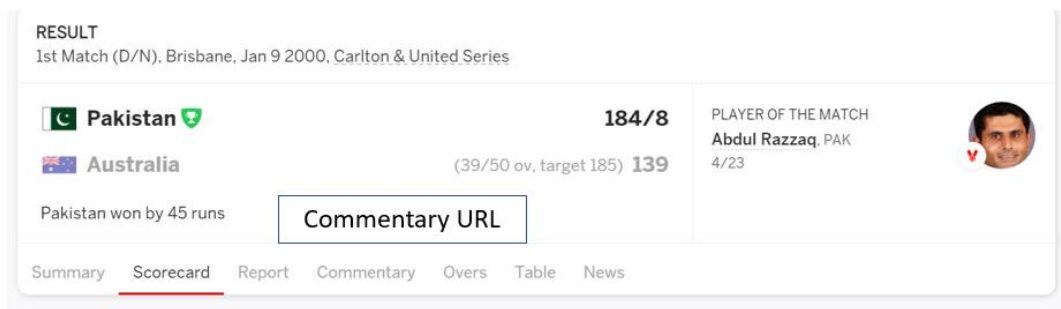 RESULT
1st Match (D/N), Brisbane, Jan 9 2000, Carlton & United Series
Pakistan 184/8
Australia (39/50 ov, target 185) 139
Pakistan won by 45 runs
Commentary URL
PLAYER OF THE MATCH
Abdul Razzaq, PAK
4/23
Summary Scorecard Report Commentary Overs Table News